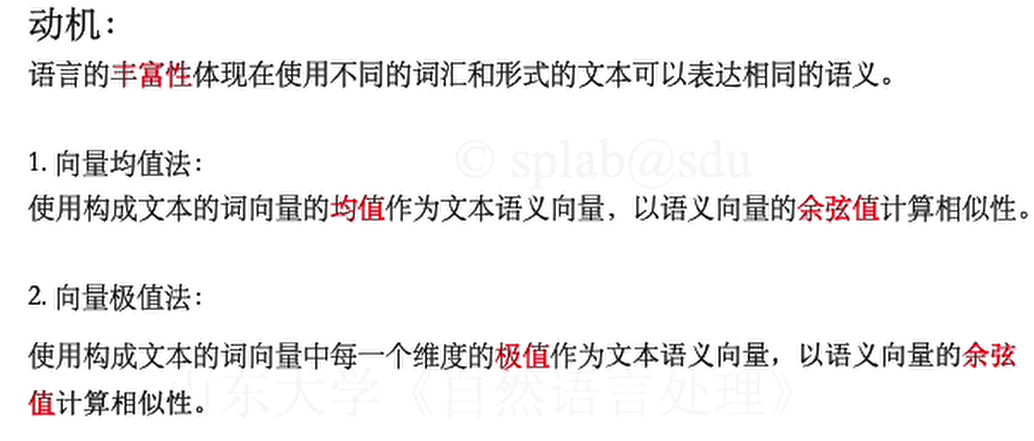 动机：
语言的丰富性体现在使用不同的词汇和形式的文本可以表达相同的语义。
© splab@sdu
1. 向量均值法：
使用构成文本的词向量的均值作为文本语义向量，以语义向量的余弦值计算相似性。
2. 向量极值法：
使用构成文本的词向量中每一个维度的极值作为文本语义向量，以语义向量的余弦
值计算相似性。
山东大学《自然语言处理》